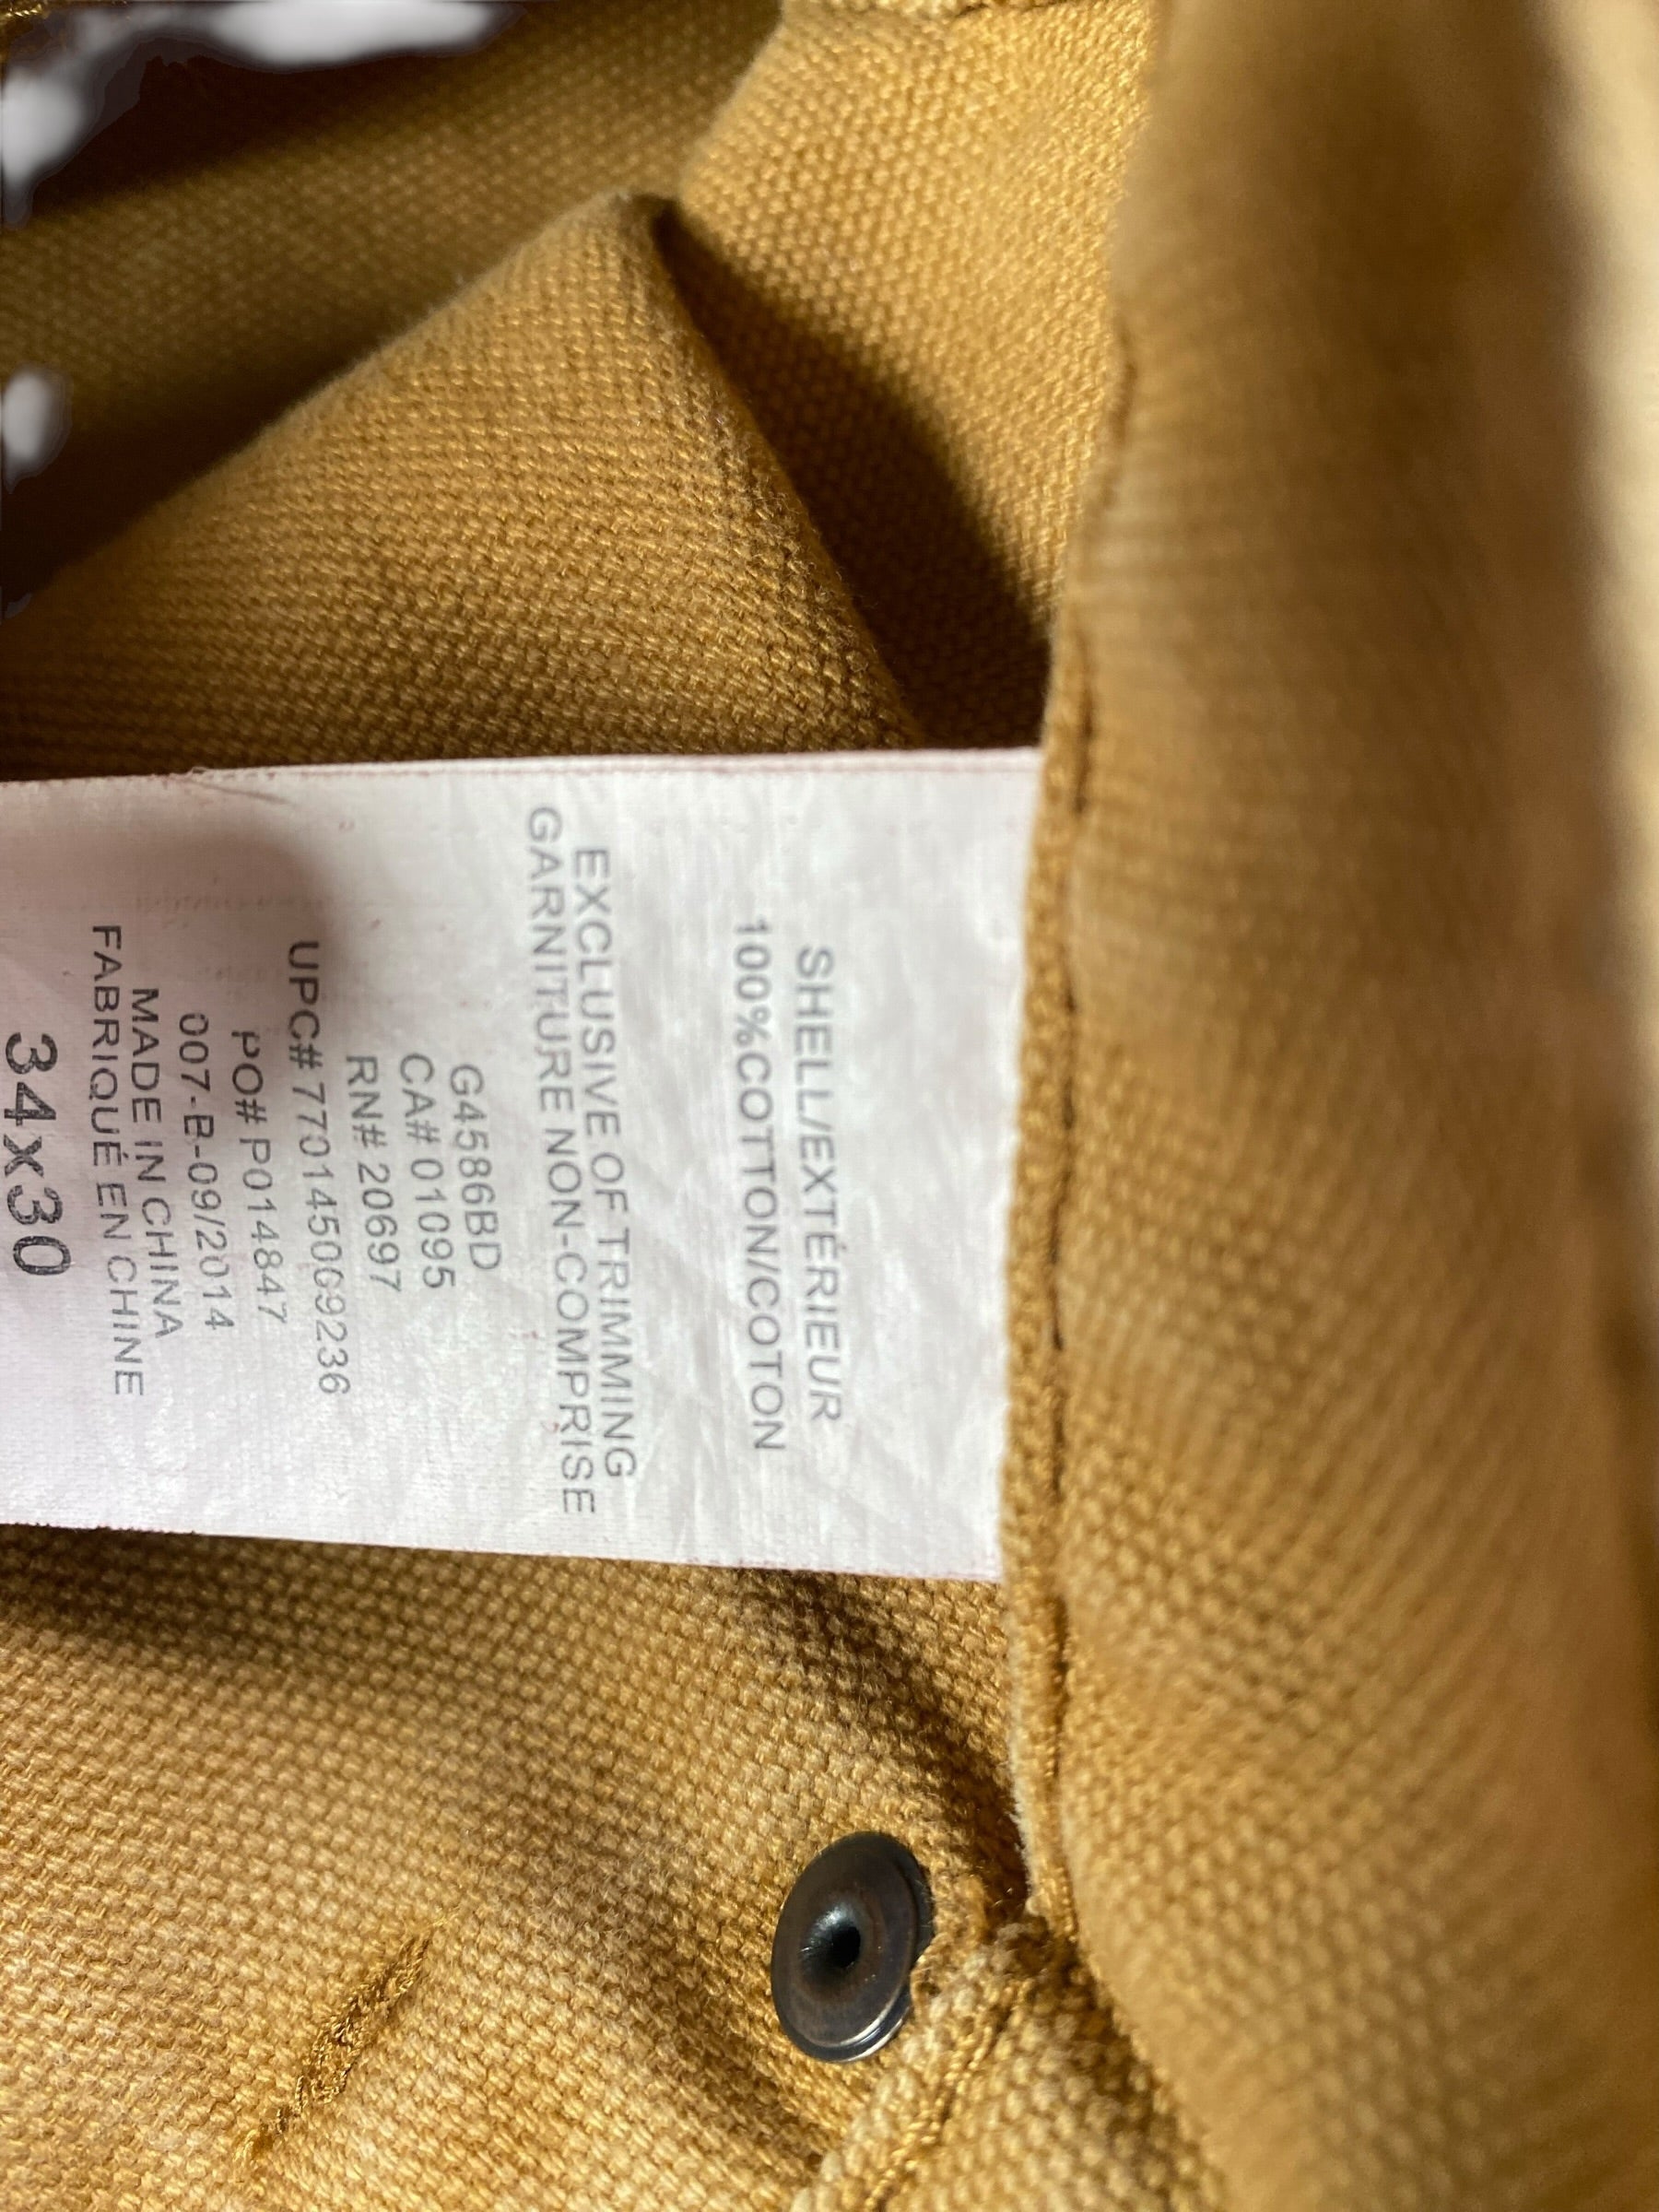 SHELL/EXTÉRIEUR
100%COTTON/COTON
EXCLUSIVE OF TRIMMING
GARNITURE NON-COMPRISE
G4586BD
CA# 01095
RN# 20697
UPC# 770145009236
PO# P014847
007-B-09/2014
MADE IN CHINA
FABRIQUÉ EN CHINE
34x30